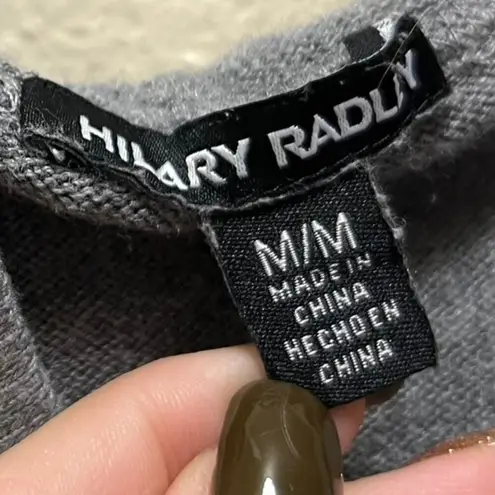 HILARY RADLEY
M/M
MADE IN
CHINA
HECHO EN
CHINA